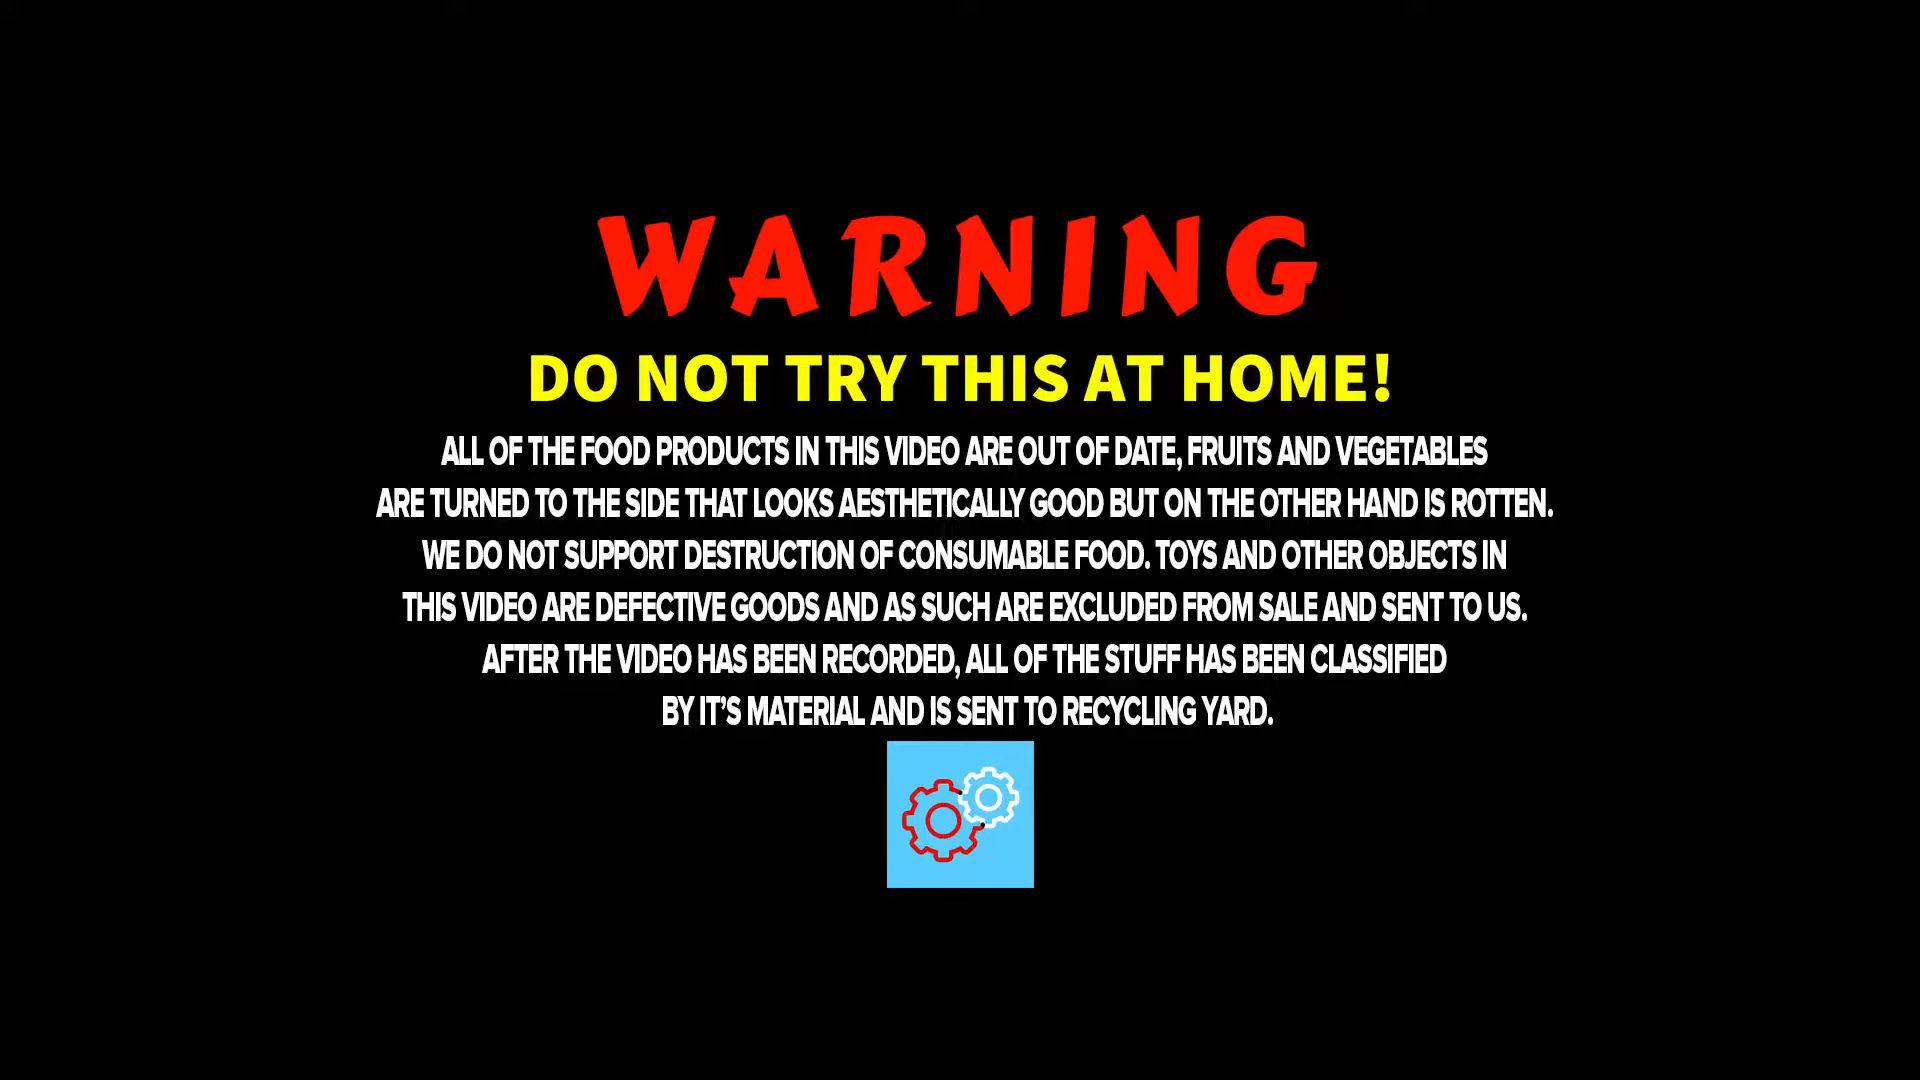 WARNING
DO NOT TRY THIS AT HOME!
ALL OF THE FOOD PRODUCTS IN THIS VIDEO ARE OUT OF DATE, FRUITS AND VEGETABLES
ARE TURNED TO THE SIDE THAT LOOKS AESTHETICALLY GOOD BUT ON THE OTHER HAND IS ROTTEN.
WE DO NOT SUPPORT DESTRUCTION OF CONSUMABLE FOOD. TOYS AND OTHER OBJECTS IN
THIS VIDEO ARE DEFECTIVE GOODS AND AS SUCH ARE EXCLUDED FROM SALE AND SENT TO US.
AFTER THE VIDEO HAS BEEN RECORDED, ALL OF THE STUFF HAS BEEN CLASSIFIED
BY IT’S MATERIAL AND IS SENT TO RECYCLING YARD.